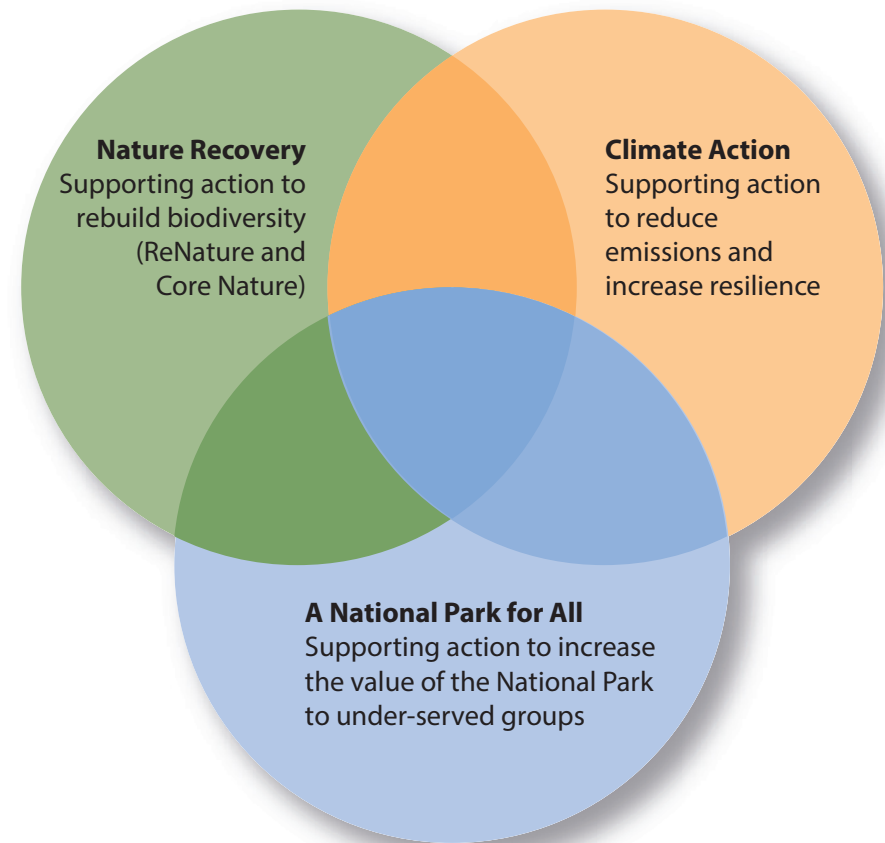 Nature Recovery
Supporting action to
rebuild biodiversity
(ReNature and
Core Nature)
Climate Action
Supporting action
to reduce
emissions and
increase resilience
A National Park for All
Supporting action to increase
the value of the National Park
to under-served groups